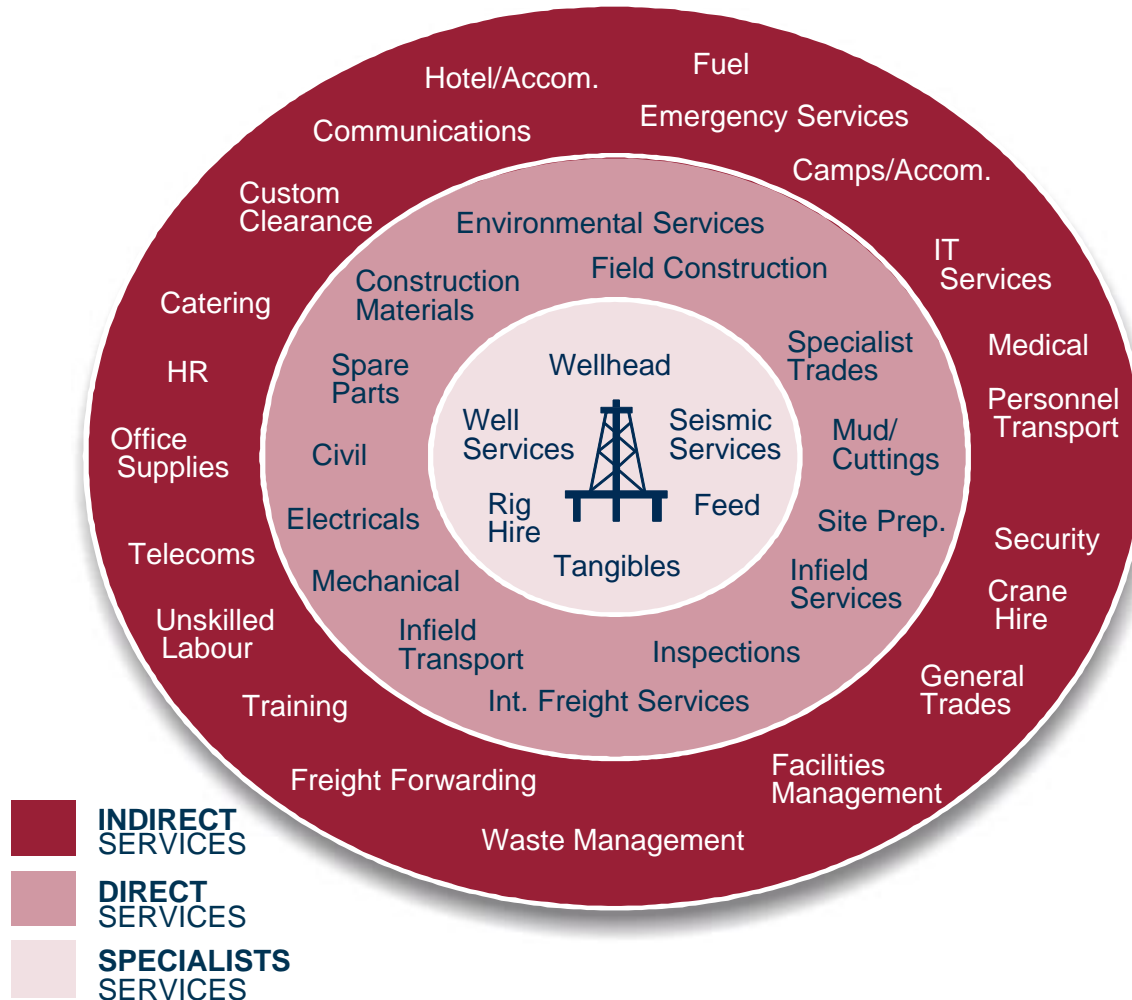 Hotel/Accom.
Fuel
Communications
Emergency Services
Camps/Accom.
Custom
Clearance
IT
Services
Catering
Medical
HR
Personnel
Transport
Office
Supplies
Telecoms
Security
Unskilled
Labour
Crane
Hire
Training
General
Trades
Freight Forwarding
Facilities
Management
Waste Management
Environmental Services
Field Construction
Construction
Materials
Specialist
Trades
Spare
Parts
Mud/
Cuttings
Civil
Electricals
Site Prep.
Mechanical
Infield
Services
Infield
Transport
Inspections
Int. Freight Services
Wellhead
Well
Services
Seismic
Services
Rig
Hire
Feed
Tangibles
INDIRECT
SERVICES
DIRECT
SERVICES
SPECIALISTS
SERVICES